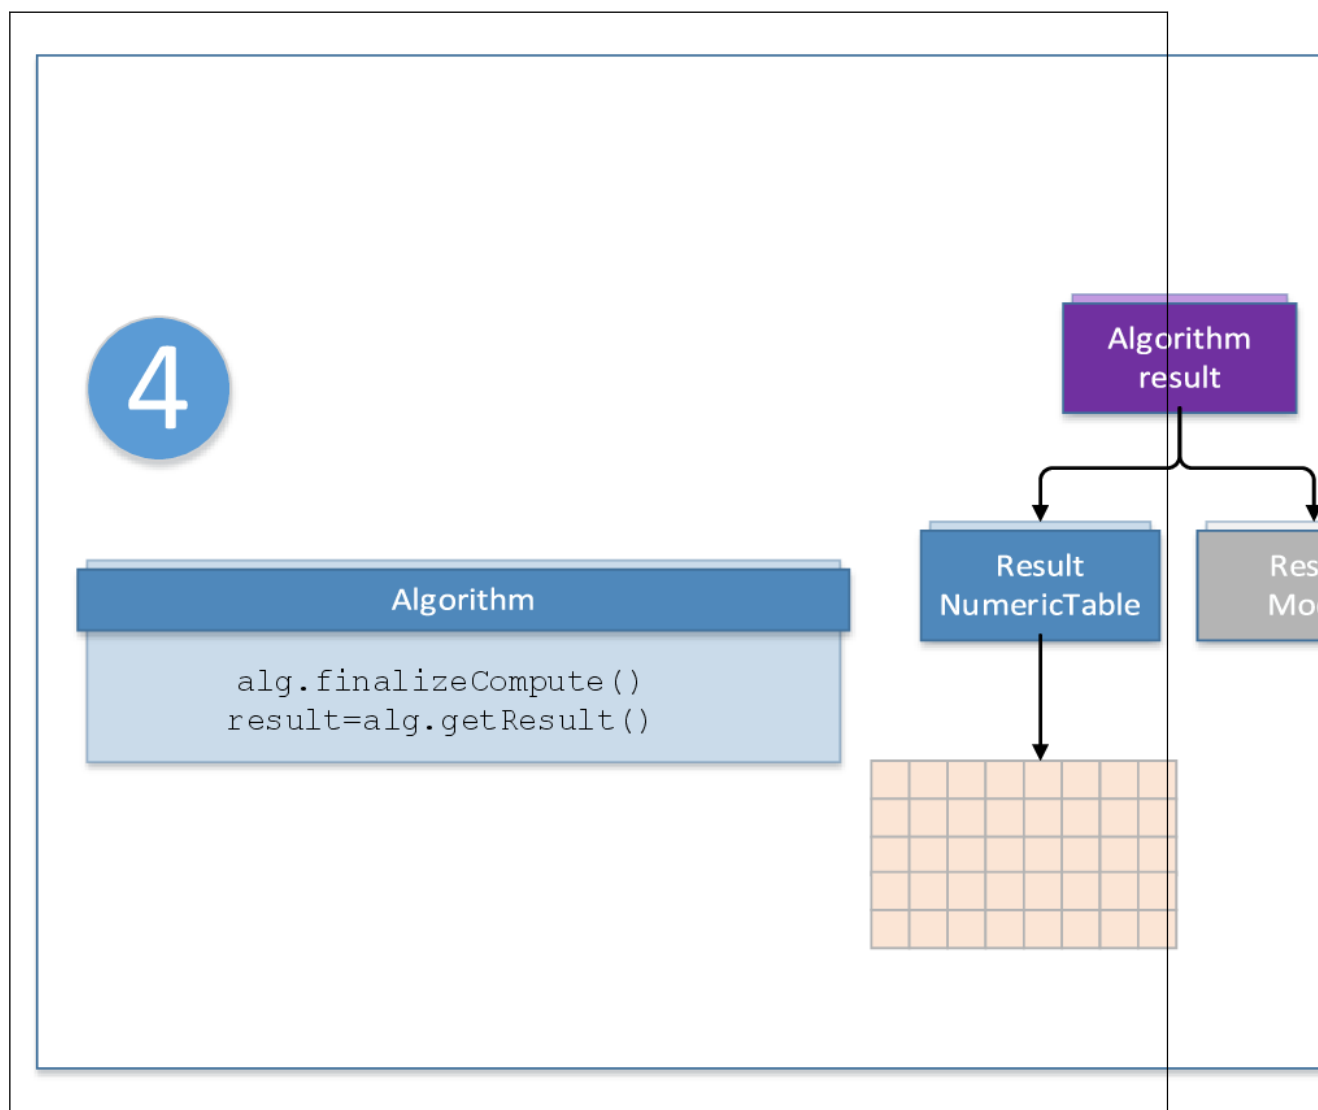 4
Algorithm
result
Result
NumericTable
Algorithm
alg.finalizeCompute()
result=alg.getResult()